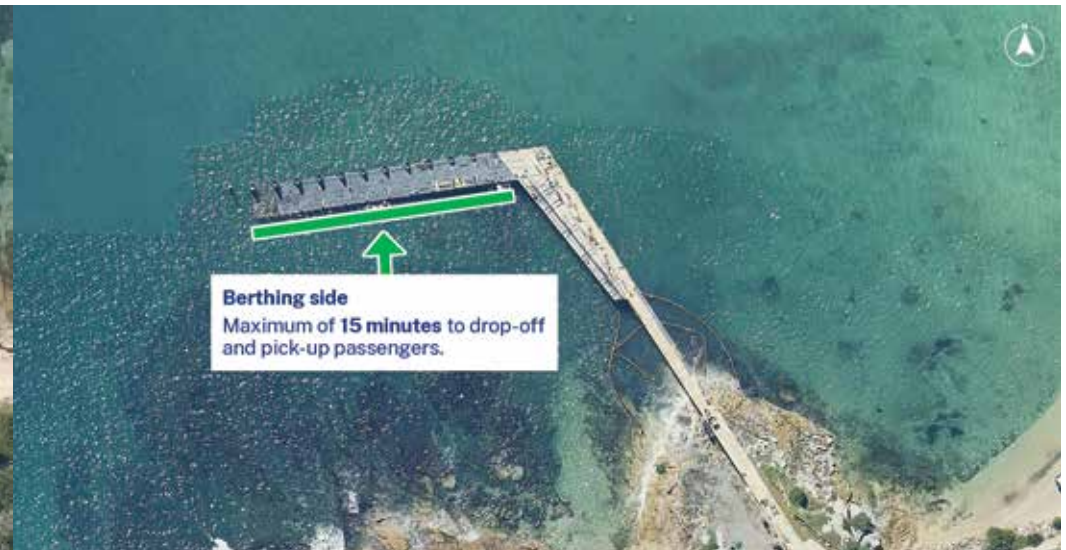 Berthing side
Maximum of 15 minutes to drop-off
and pick-up passengers.